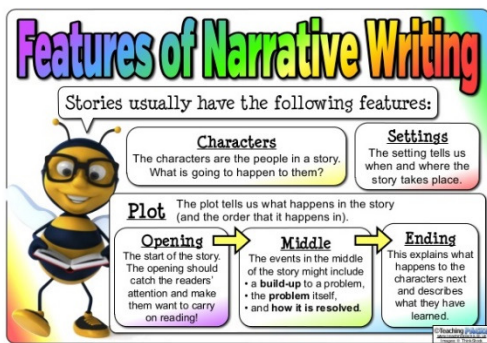 Features of Narrative Writing
Stories usually have the following features:
Characters
The characters are the people in a story.
What is going to happen to them?
Settings
The setting tells us
when and where the
story takes place.
Plot
The plot tells us what happens in the story
(and the order that it happens in).
Opening
The start of the story.
The opening should
catch the readers'
attention and make
them want to carry
on reading!
Middle
The events in the middle
of the story might include
• a build-up to a problem,
• the problem itself,
• and how it is resolved.
Ending
This explains what
happens to the
characters next
and describes
what they have
learned.
©Teaching Packs